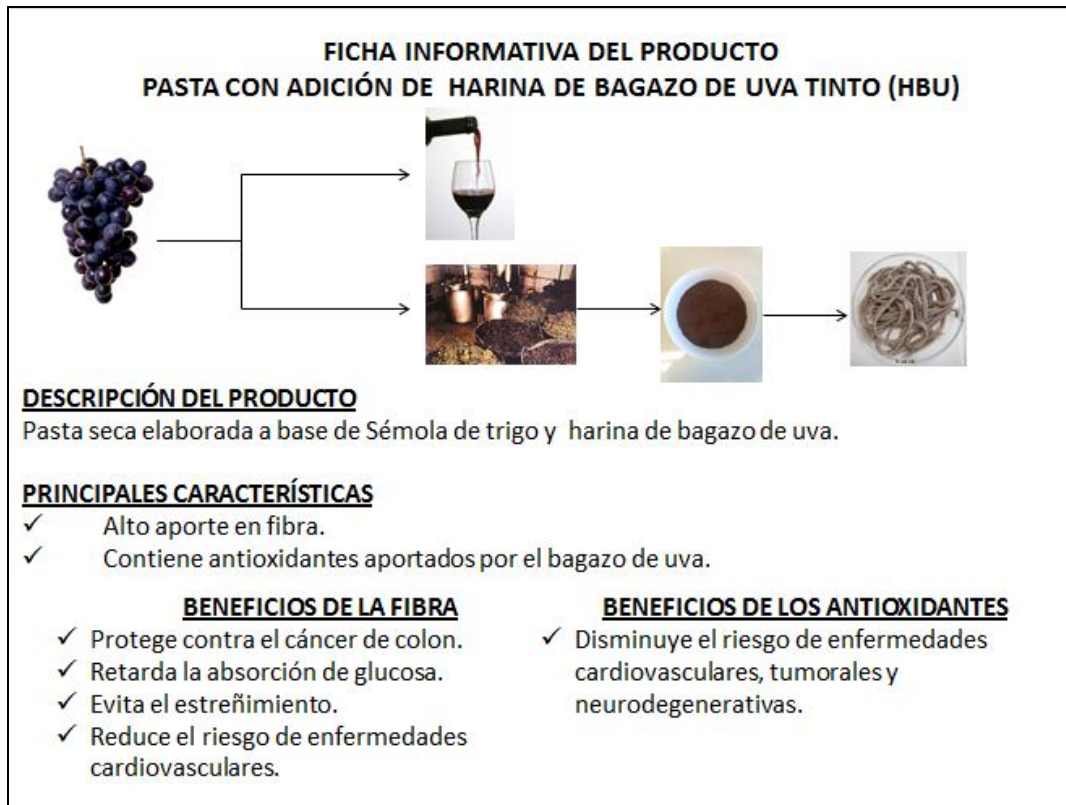 FICHA INFORMATIVA DEL PRODUCTO
PASTA CON ADICIÓN DE HARINA DE BAGAZO DE UVA TINTO (HBU)
DESCRIPCIÓN DEL PRODUCTO
Pasta seca elaborada a base de Sémola de trigo y harina de bagazo de uva.
PRINCIPALES CARACTERÍSTICAS
✓ Alto aporte en fibra.
✓ Contiene antioxidantes aportados por el bagazo de uva.
BENEFICIOS DE LA FIBRA
✓ Protege contra el cáncer de colon.
✓ Retarda la absorción de glucosa.
✓ Evita el estreñimiento.
✓ Reduce el riesgo de enfermedades
cardiovasculares.
BENEFICIOS DE LOS ANTIOXIDANTES
✓ Disminuye el riesgo de enfermedades
cardiovasculares, tumorales y
neurodegenerativas.